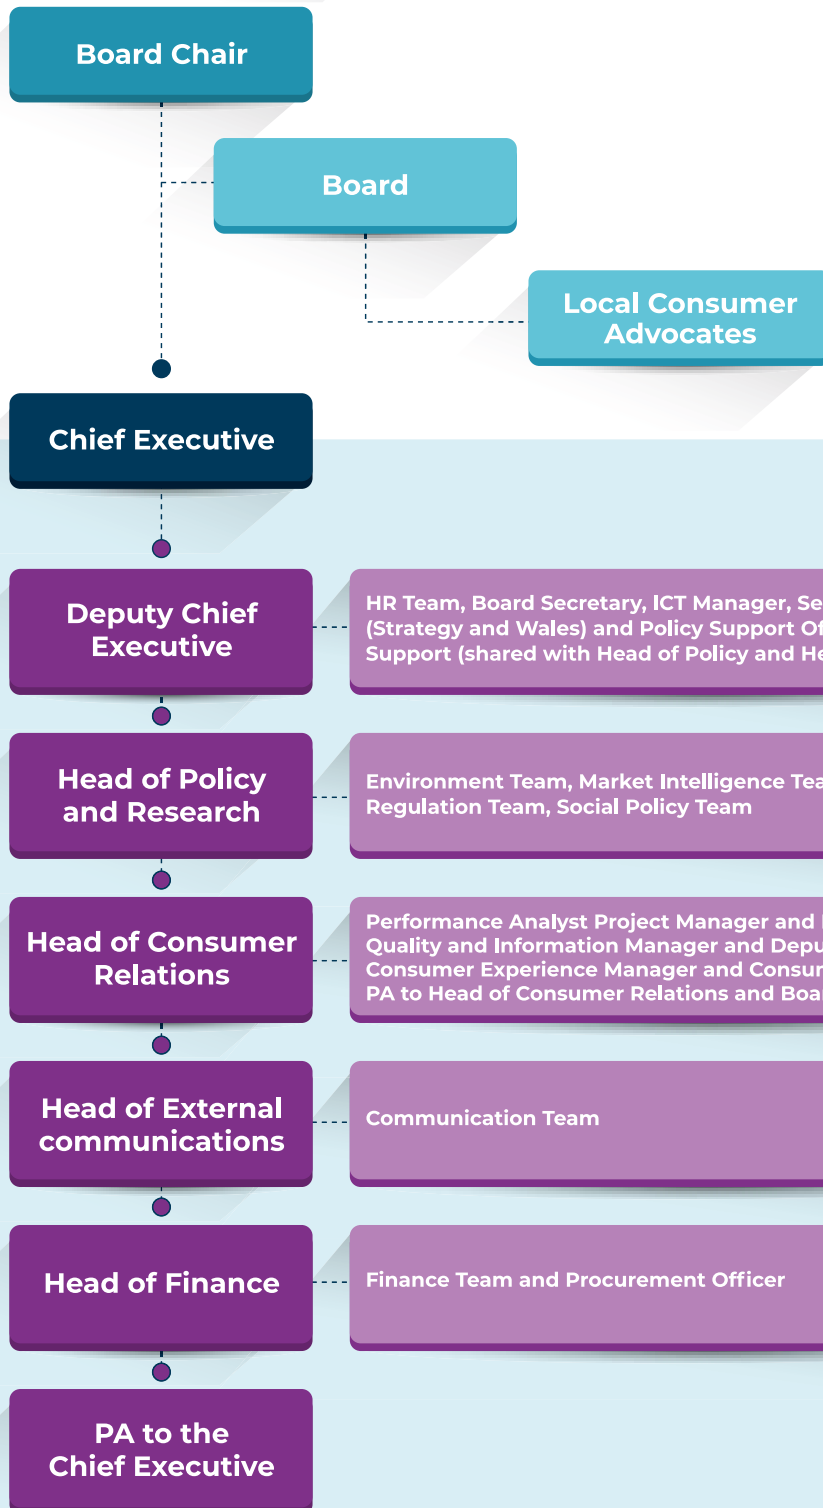 Board Chair
Board
Local Consumer
Advocates
Chief Executive
Deputy Chief
Executive
HR Team, Board Secretary, ICT Manager,
(Strategy and Wales) and Policy Support
Support (shared with Head of Policy and
Head of Policy
and Research
Environment Team, Market Intelligence
Regulation Team, Social Policy Team
Head of Consumer
Relations
Performance Analyst Project Manager and
Quality and Information Manager and
Consumer Experience Manager and
PA to Head of Consumer Relations and
Head of External
communications
Communication Team
Head of Finance
Finance Team and Procurement Officer
PA to the
Chief Executive